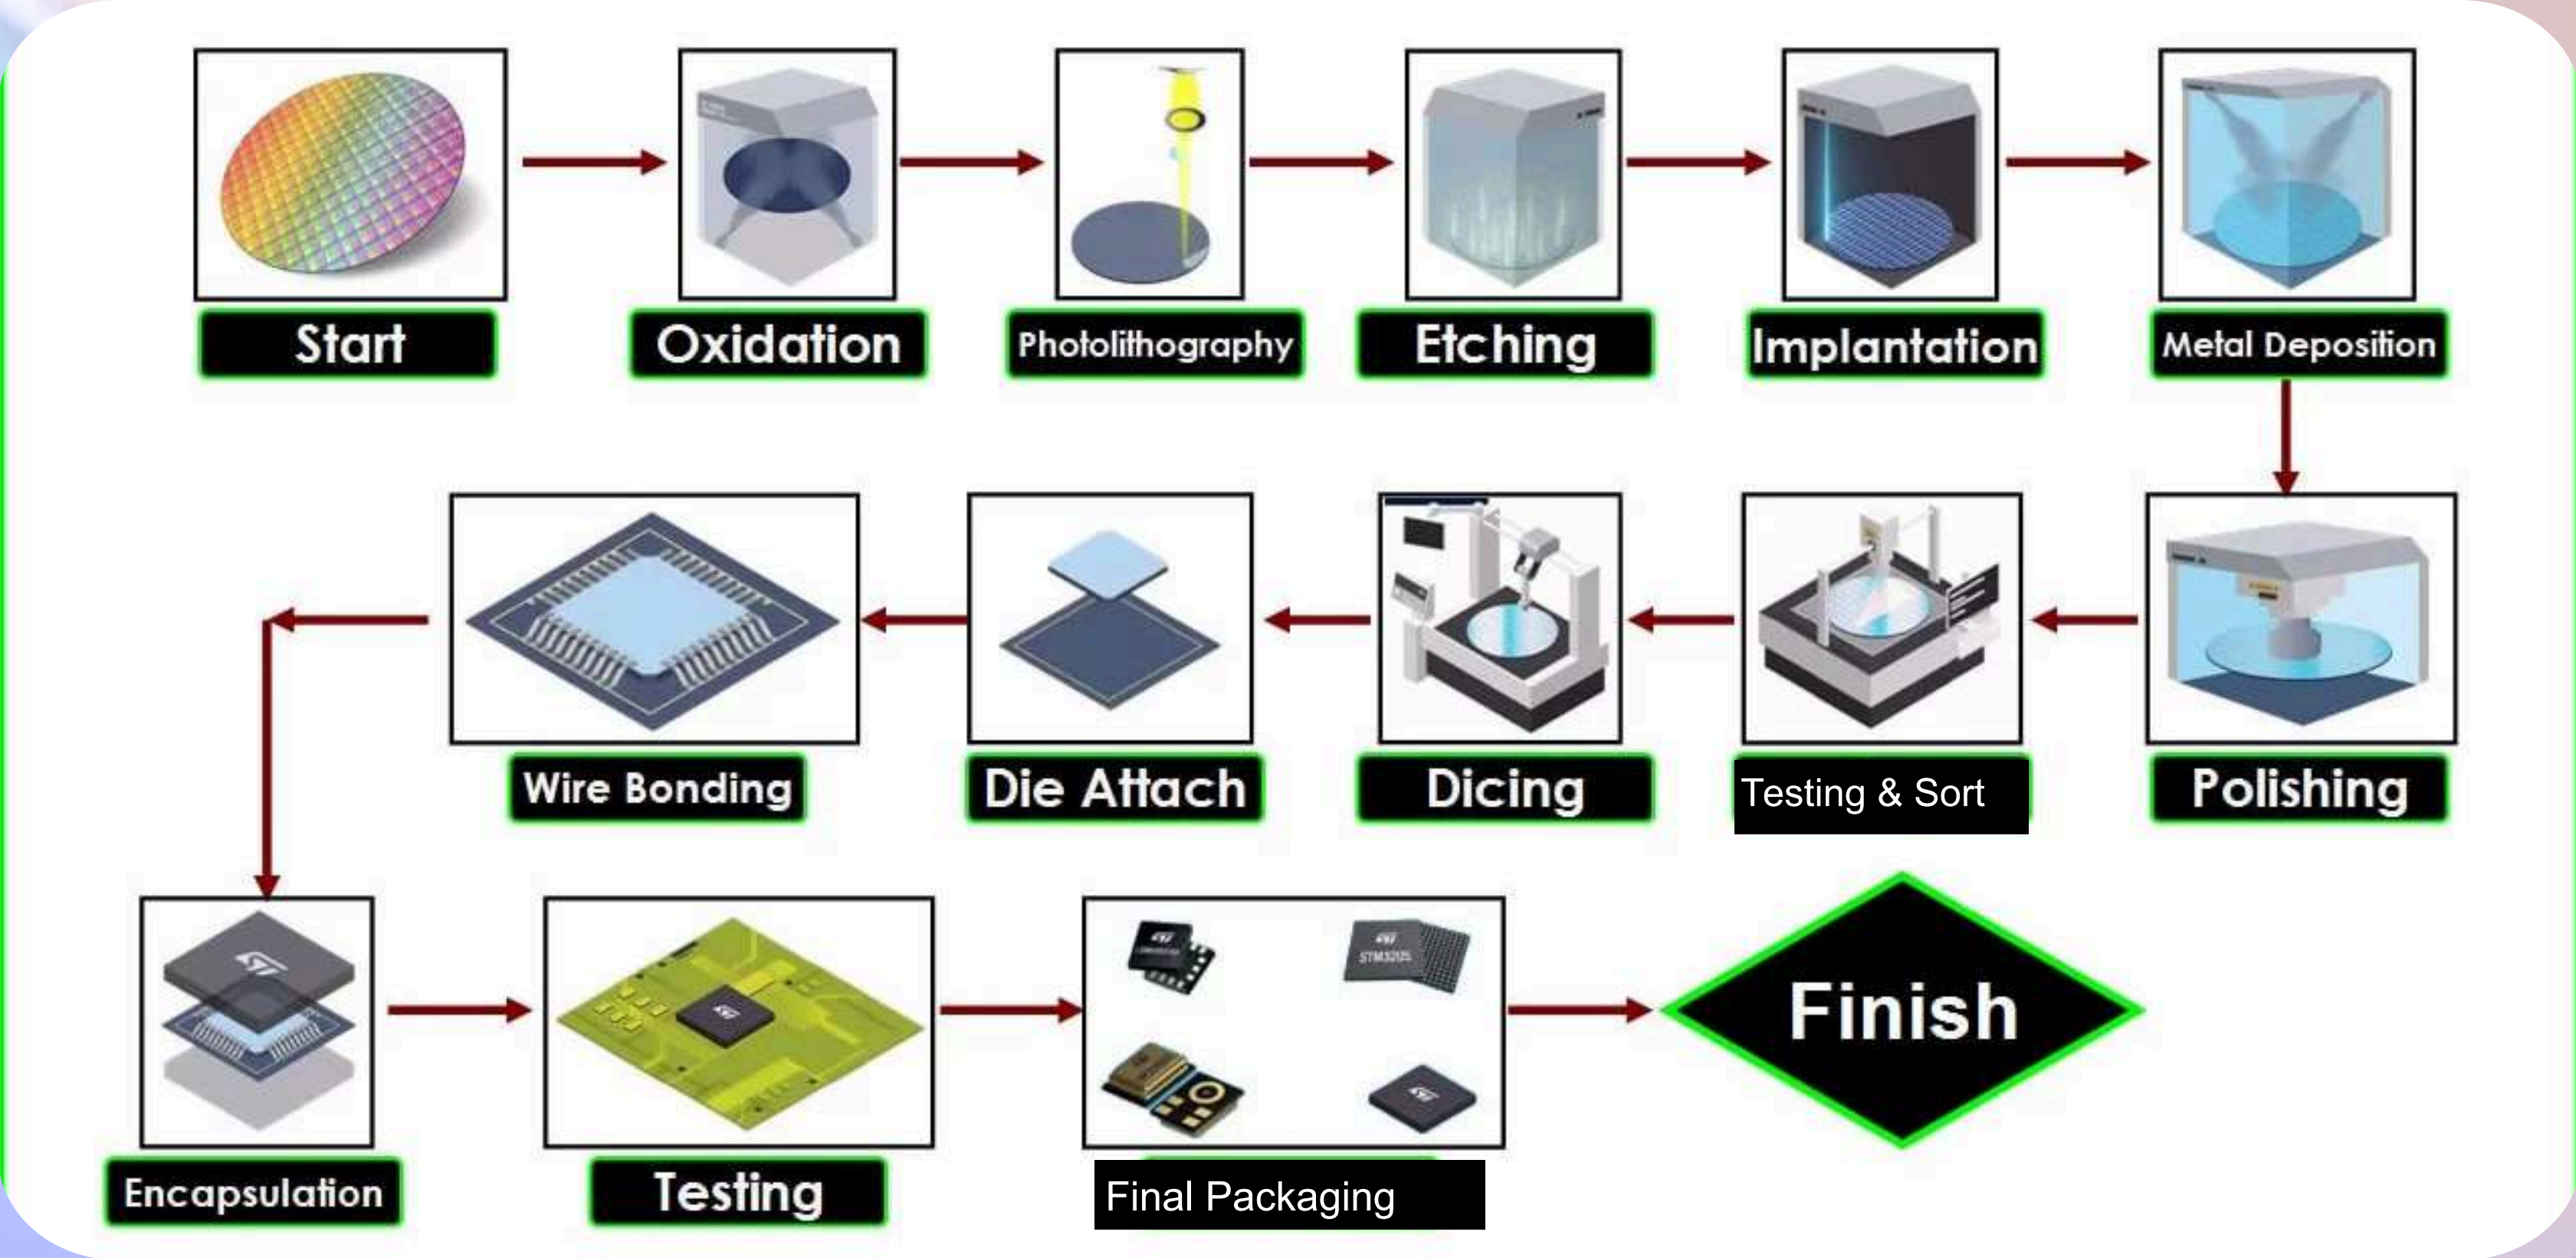 Start
Oxidation
Photolithography
Etching
Implantation
Metal Deposition
Polishing
Testing & Sort
Dicing
Die Attach
Wire Bonding
Encapsulation
Testing
Final Packaging
STM32U5
Finish